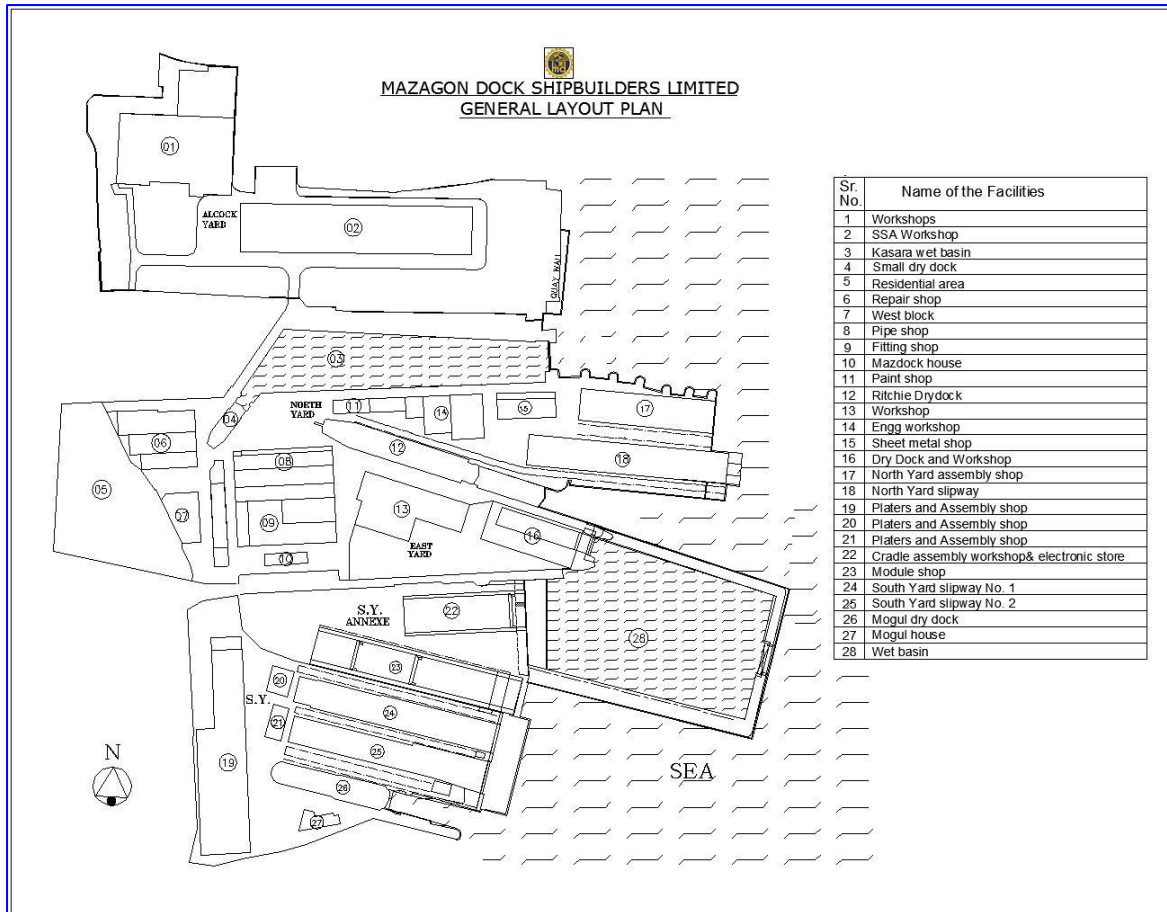 MAZAGON DOCK SHIPBUILDERS LIMITED
GENERAL LAYOUT PLAN
01
ALCOCK
YARD
02
QUAY WALL
03
NORTH
YARD
04
11
14
15
17
18
12
06
05
07
08
09
10
13
EAST
YARD
16
S.Y.
ANNEXE
22
28
23
20
S.Y.
21
24
25
19
26
27
N
SEA
Sr. No. Name of the Facilities
1 Workshops
2 SSA Workshop
3 Kasara wet basin
4 Small dry dock
5 Residential area
6 Repair shop
7 West block
8 Pipe shop
9 Fitting shop
10 Mazdock house
11 Paint shop
12 Ritchie Drydock
13 Workshop
14 Engg workshop
15 Sheet metal shop
16 Dry Dock and Workshop
17 North Yard assembly shop
18 North Yard slipway
19 Platers and Assembly shop
20 Platers and Assembly shop
21 Platers and Assembly shop
22 Cradle assembly workshop& electronic store
23 Module shop
24 South Yard slipway No. 1
25 South Yard slipway No. 2
26 Mogul dry dock
27 Mogul house
28 Wet basin